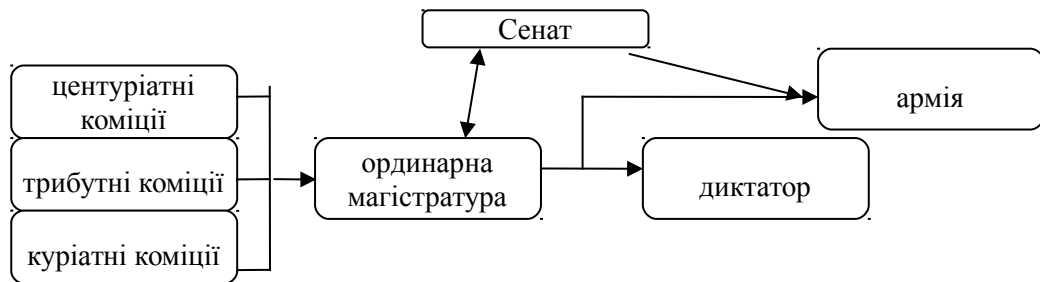 Сенат
центуріатні
коміції
армія
ординарна
магістратура
трибутні коміції
диктатор
куріатні коміції